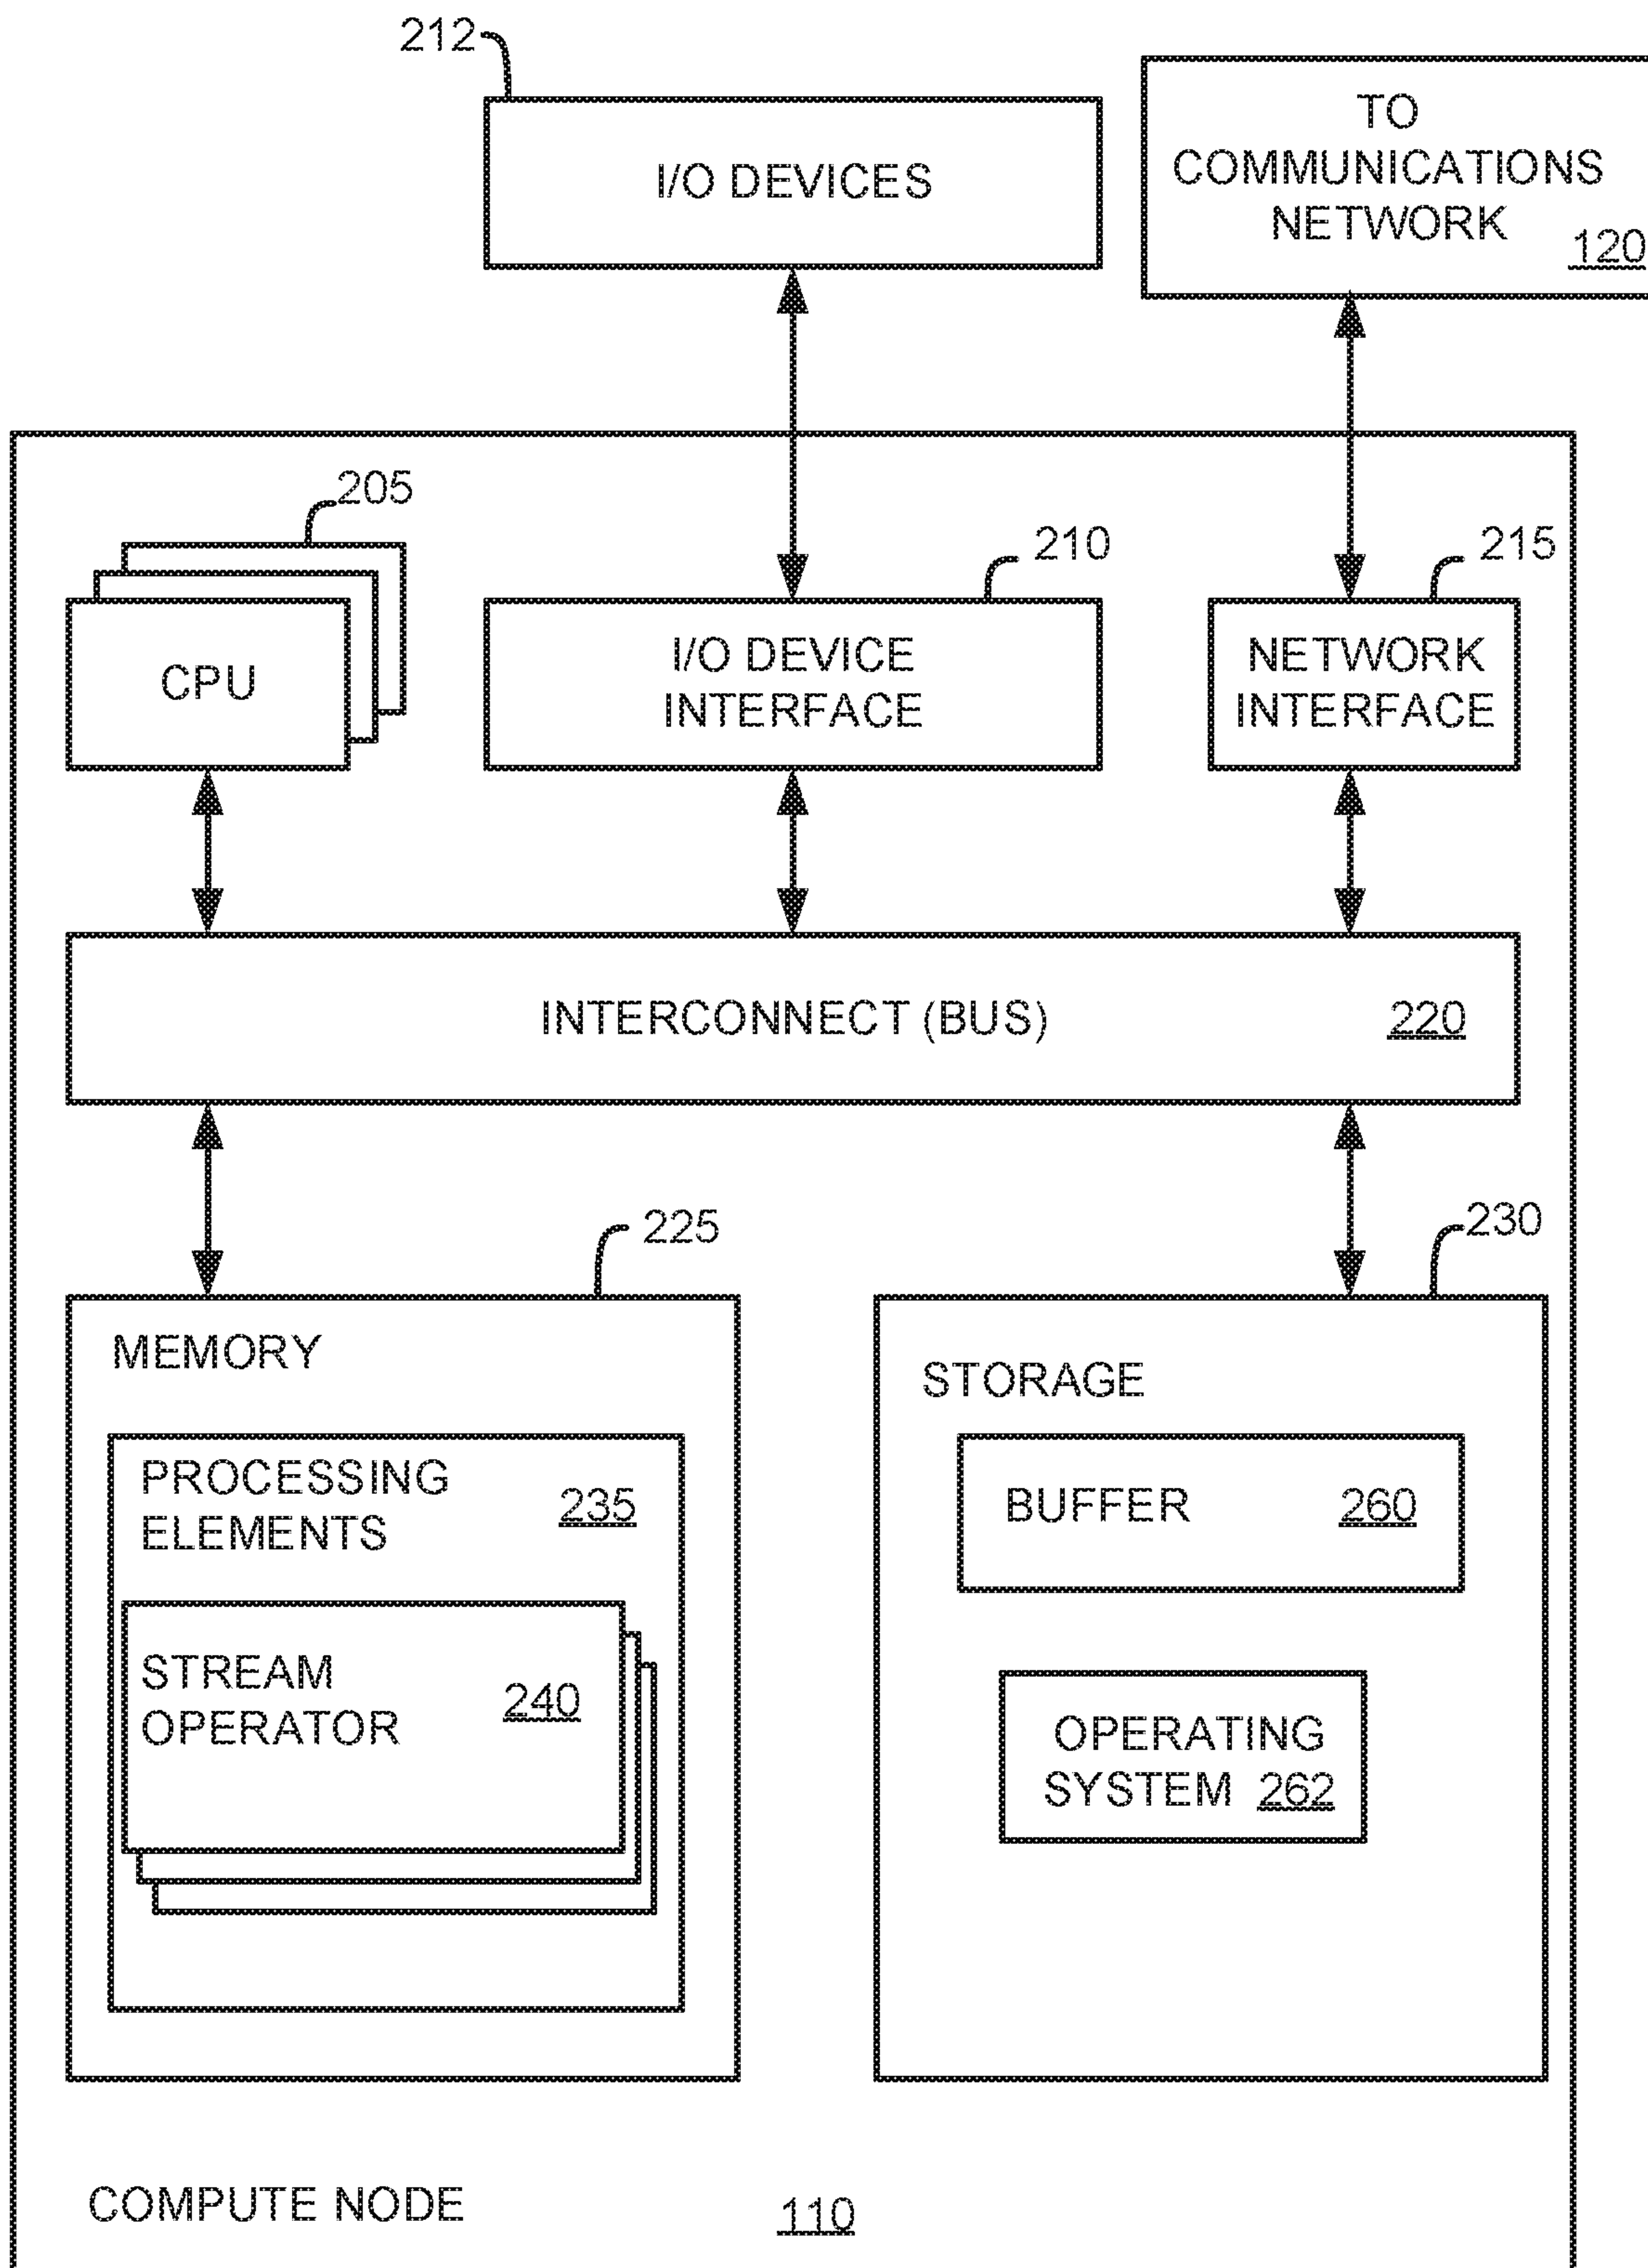 212
I/O DEVICES
TO
COMMUNICATIONS
NETWORK
120
205
210
215
CPU
I/O DEVICE
INTERFACE
NETWORK
INTERFACE
INTERCONNECT (BUS) 220
225
230
MEMORY
STORAGE
PROCESSING
ELEMENTS
235
BUFFER 260
STREAM
OPERATOR
240
OPERATING
SYSTEM 262
COMPUTE NODE 110